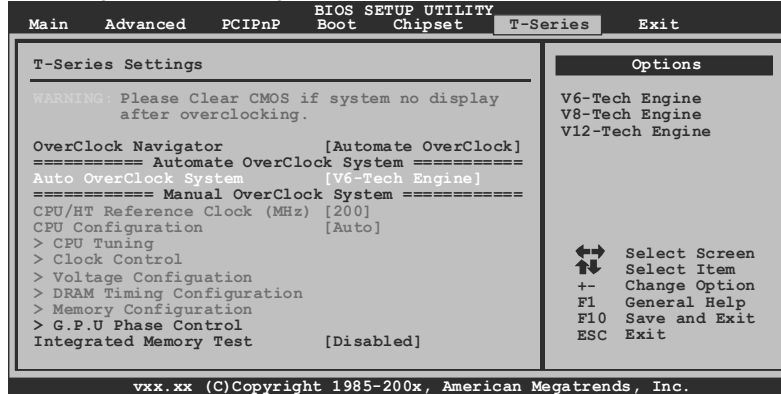 BIOS SETUP UTILITY
Main Advanced PCIPnP Boot Chipset T-Series Exit
T-Series Settings
WARNING: Please Clear CMOS if system no display
after overclocking.
OverClock Navigator [Automate OverClock]
=========== Automate OverClock System ===========
Auto OverClock System [V6-Tech Engine]
============ Manual OverClock System ============
CPU/HT Reference Clock (MHz) [200]
CPU Configuration [Auto]
> CPU Tuning
> Clock Control
> Voltage Configuation
> DRAM Timing Configuration
> Memory Configuration
> G.P.U Phase Control
Integrated Memory Test [Disabled]
Options
V6-Tech Engine
V8-Tech Engine
V12-Tech Engine
Select Screen
Select Item
+- Change Option
F1 General Help
F10 Save and Exit
ESC Exit
vxx.xx (C)Copyright 1985-200x, American Megatrends, Inc.